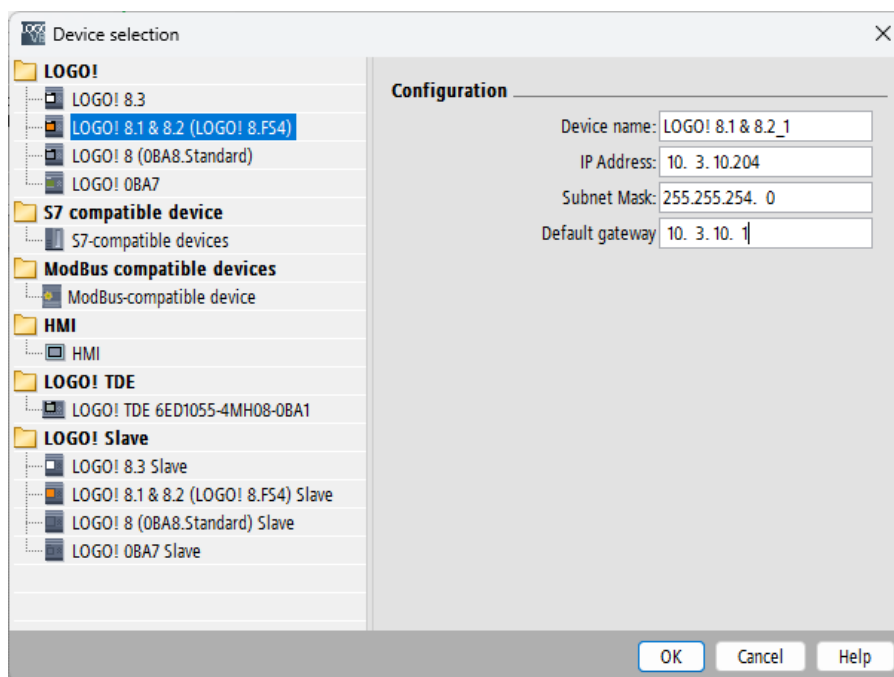 Device selection
LOGO!
LOGO! 8.3
LOGO! 8.1 & 8.2 (LOGO! 8.FS4)
LOGO! 8 (0BA8.Standard)
LOGO! 0BA7
S7 compatible device
S7-compatible devices
ModBus compatible devices
ModBus-compatible device
HMI
HMI
LOGO! TDE
LOGO! TDE 6ED1055-4MH08-0BA1
LOGO! Slave
LOGO! 8.3 Slave
LOGO! 8.1 & 8.2 (LOGO! 8.FS4) Slave
LOGO! 8 (0BA8.Standard) Slave
LOGO! 0BA7 Slave
Configuration
Device name: LOGO! 8.1 & 8.2_1
IP Address: 10. 3. 10.204
Subnet Mask: 255.255.254. 0
Default gateway 10. 3. 10. 1
OK Cancel Help